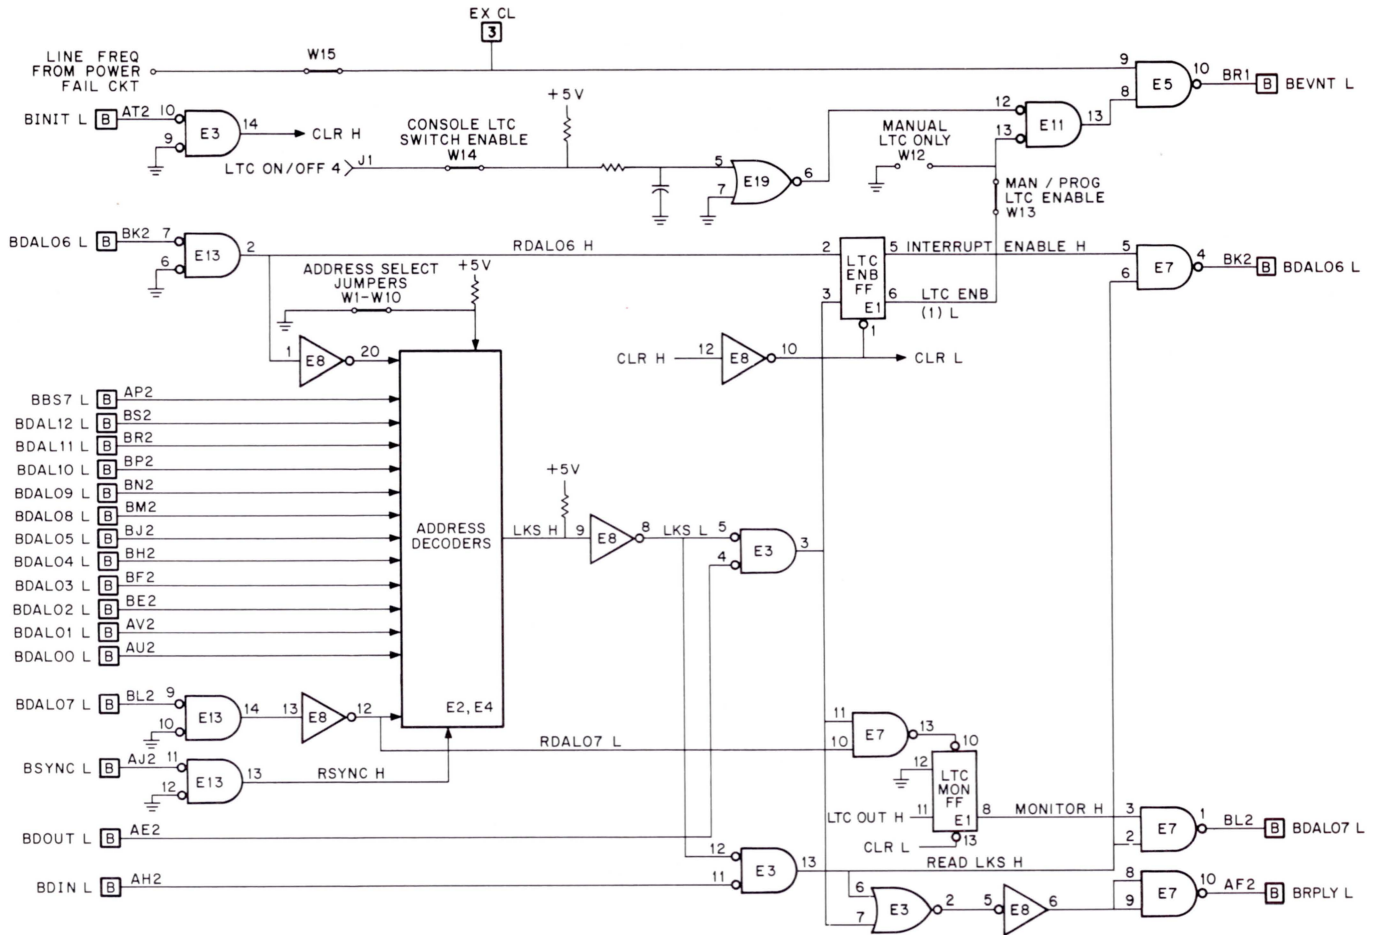 EX CL
3
LINE FREQ
FROM POWER
FAIL CKT
W15
9
8
E5
10
BR1
B
BEVNT L
BINIT L
B
AT2
10
9
E3
14
CLR H
CONSOLE LTC
SWITCH ENABLE
W14
+5V
LTC ON/OFF 4
J1
5
7
E19
6
MANUAL
LTC ONLY
W12
12
13
E11
13
MAN / PROG
LTC ENABLE
W13
BDAL06 L
B
BK2
7
6
E13
2
RDAL06 H
2
LTC
ENB
FF
E1
3
1
5
INTERRUPT ENABLE H
6
LTC ENB
(1) L
5
6
E7
4
BK2
B
BDAL06 L
ADDRESS SELECT
JUMPERS
W1-W10
+5V
1
E8
20
CLR H
12
E8
10
CLR L
BBS7 L
B
AP2
BDAL12 L
B
BS2
BDAL11 L
B
BR2
BDAL10 L
B
BP2
BDAL09 L
B
BN2
BDAL08 L
B
BM2
BDAL05 L
B
BJ2
BDAL04 L
B
BH2
BDAL03 L
B
BF2
BDAL02 L
B
BE2
BDAL01 L
B
AV2
BDAL00 L
B
AU2
ADDRESS
DECODERS
E2, E4
+5V
LKS H
9
E8
8
LKS L
5
4
E3
3
BDAL07 L
B
BL2
9
10
E13
14
13
E8
12
RDAL07 L
BSYNC L
B
AJ2
11
12
E13
13
RSYNC H
11
10
E7
13
10
12
LTC
MON
FF
E1
LTC OUT H
11
13
CLR L
8
MONITOR H
3
2
E7
1
BL2
B
BDAL07 L
BDOUT L
B
AE2
BDIN L
B
AH2
12
11
E3
13
READ LKS H
6
7
E3
2
5
E8
6
8
9
E7
10
AF2
B
BRPLY L